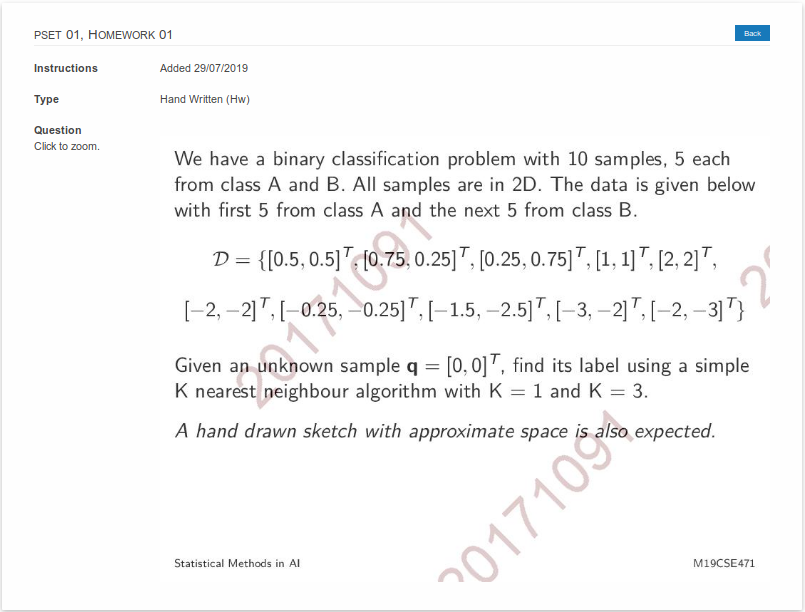 PSET 01, HOMEWORK 01
Back
Instructions Added 29/07/2019
Type Hand Written (Hw)
Question
Click to zoom.
We have a binary classification problem with 10 samples, 5 each
from class A and B. All samples are in 2D. The data is given below
with first 5 from class A and the next 5 from class B.
𝒟 = {[0.5, 0.5]ᵀ, [0.75, 0.25]ᵀ, [0.25, 0.75]ᵀ, [1, 1]ᵀ, [2, 2]ᵀ,
[−2, −2]ᵀ, [−0.25, −0.25]ᵀ, [−1.5, −2.5]ᵀ, [−3, −2]ᵀ, [−2, −3]ᵀ}
Given an unknown sample q = [0, 0]ᵀ, find its label using a simple
K nearest neighbour algorithm with K = 1 and K = 3.
A hand drawn sketch with approximate space is also expected.
Statistical Methods in AI M19CSE471
20171091
20171091